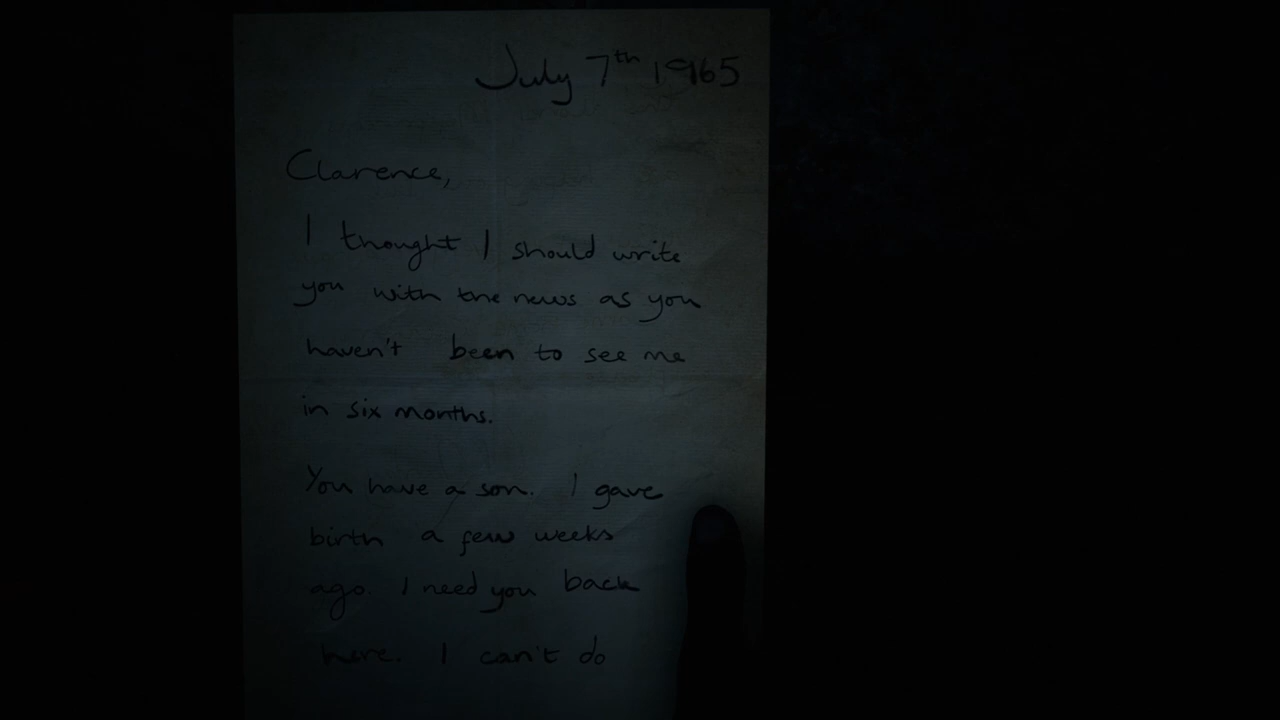 July 7th 1965
Clarence,
I thought I should write
you with the news as you
haven't been to see me
in six months.
You have a son. I gave
birth a few weeks
ago. I need you back
here. I can't do